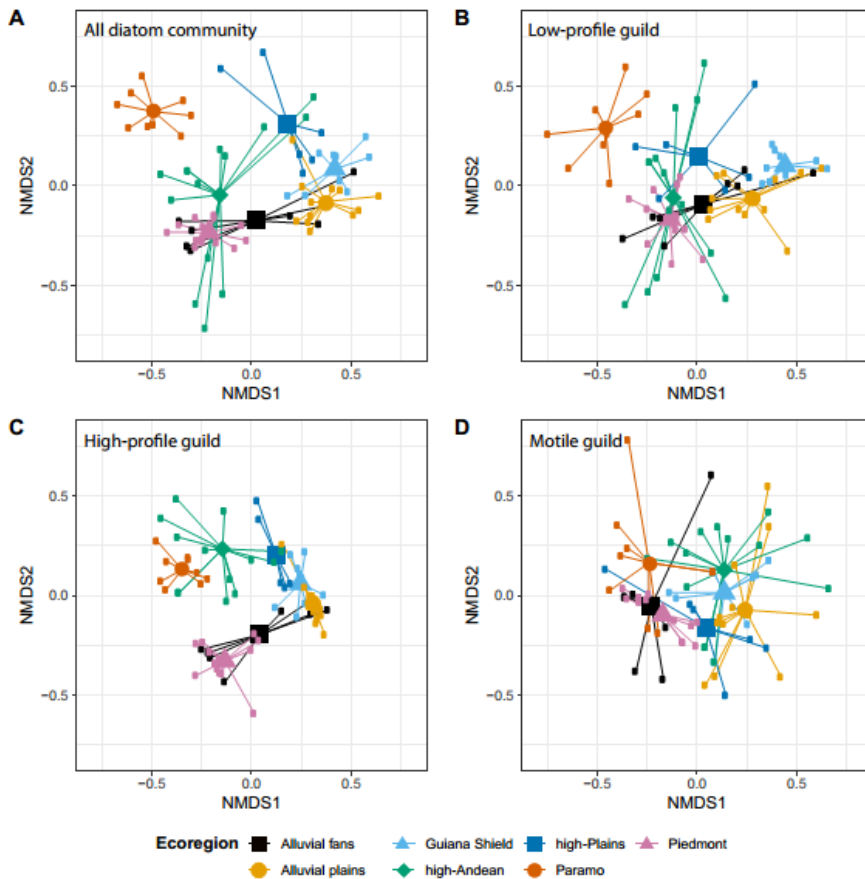 A
All diatom community
0.5
0.0
−0.5
NMDS2
−0.5
0.0
0.5
NMDS1
B
Low-profile guild
0.5
0.0
−0.5
NMDS2
−0.5
0.0
0.5
NMDS1
C
High-profile guild
0.5
0.0
−0.5
NMDS2
−0.5
0.0
0.5
NMDS1
D
Motile guild
0.5
0.0
−0.5
NMDS2
−0.5
0.0
0.5
NMDS1
Ecoregion
Alluvial fans
Guiana Shield
high-Plains
Piedmont
Alluvial plains
high-Andean
Paramo